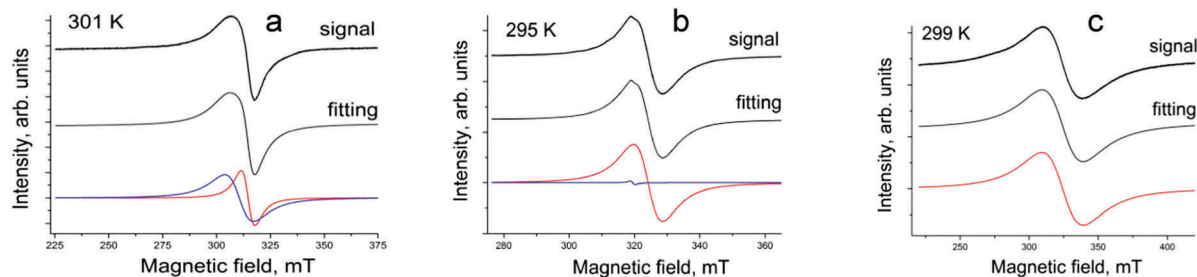 301 K
a
signal
fitting
Intensity, arb. units
225 250 275 300 325 350 375
Magnetic field, mT
295 K
b
signal
fitting
Intensity, arb. units
280 300 320 340 360
Magnetic field, mT
299 K
c
signal
fitting
Intensity, arb. units
250 300 350 400
Magnetic field, mT